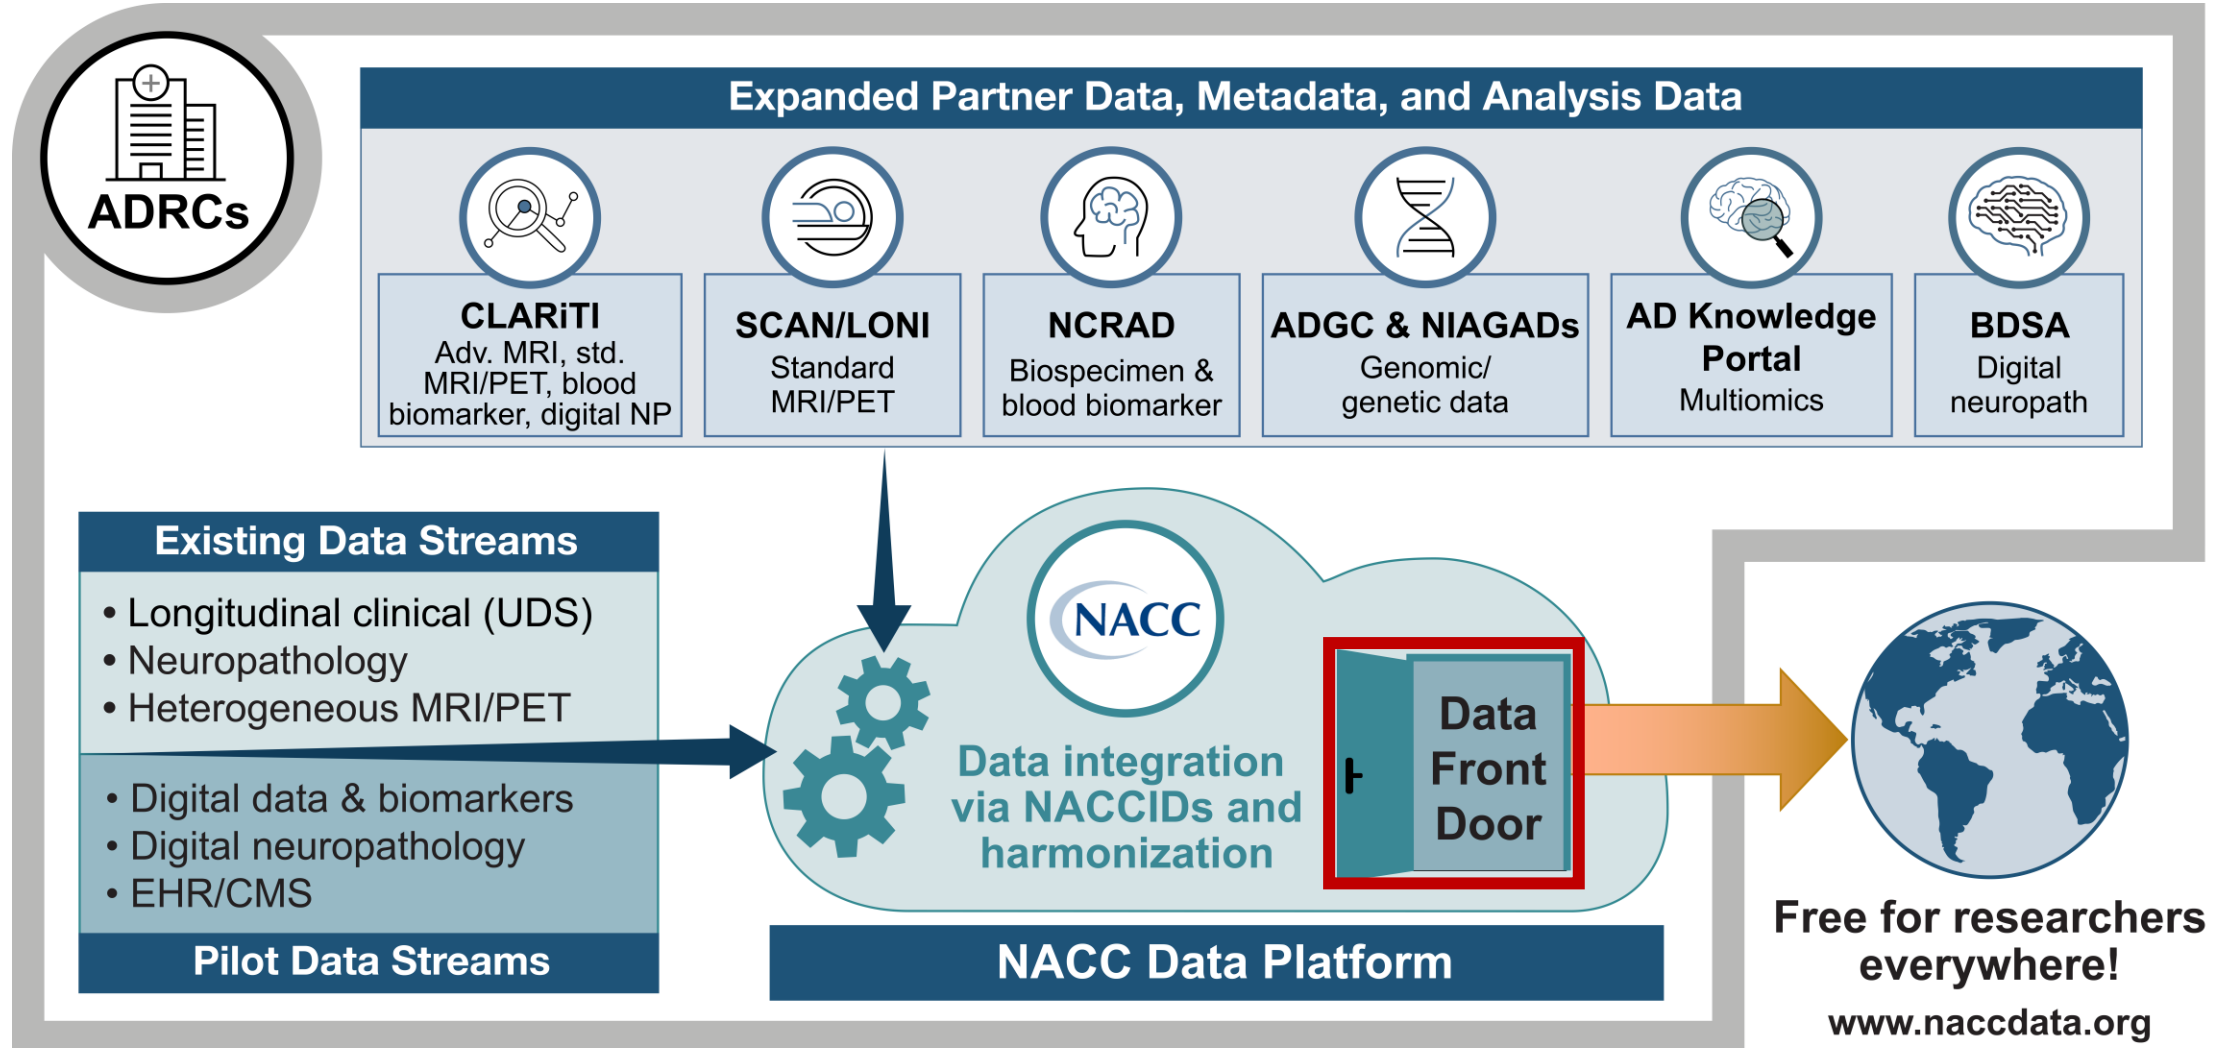 ADRCs
Expanded Partner Data, Metadata, and Analysis Data
CLARiTI
Adv. MRI, std.
MRI/PET, blood
biomarker, digital NP
SCAN/LONI
Standard
MRI/PET
NCRAD
Biospecimen &
blood biomarker
ADGC & NIAGADs
Genomic/
genetic data
AD Knowledge
Portal
Multiomics
BDSA
Digital
neuropath
Existing Data Streams
• Longitudinal clinical (UDS)
• Neuropathology
• Heterogeneous MRI/PET
• Digital data & biomarkers
• Digital neuropathology
• EHR/CMS
Pilot Data Streams
NACC
Data integration
via NACCIDs and
harmonization
Data
Front
Door
NACC Data Platform
Free for researchers
everywhere!
www.naccdata.org